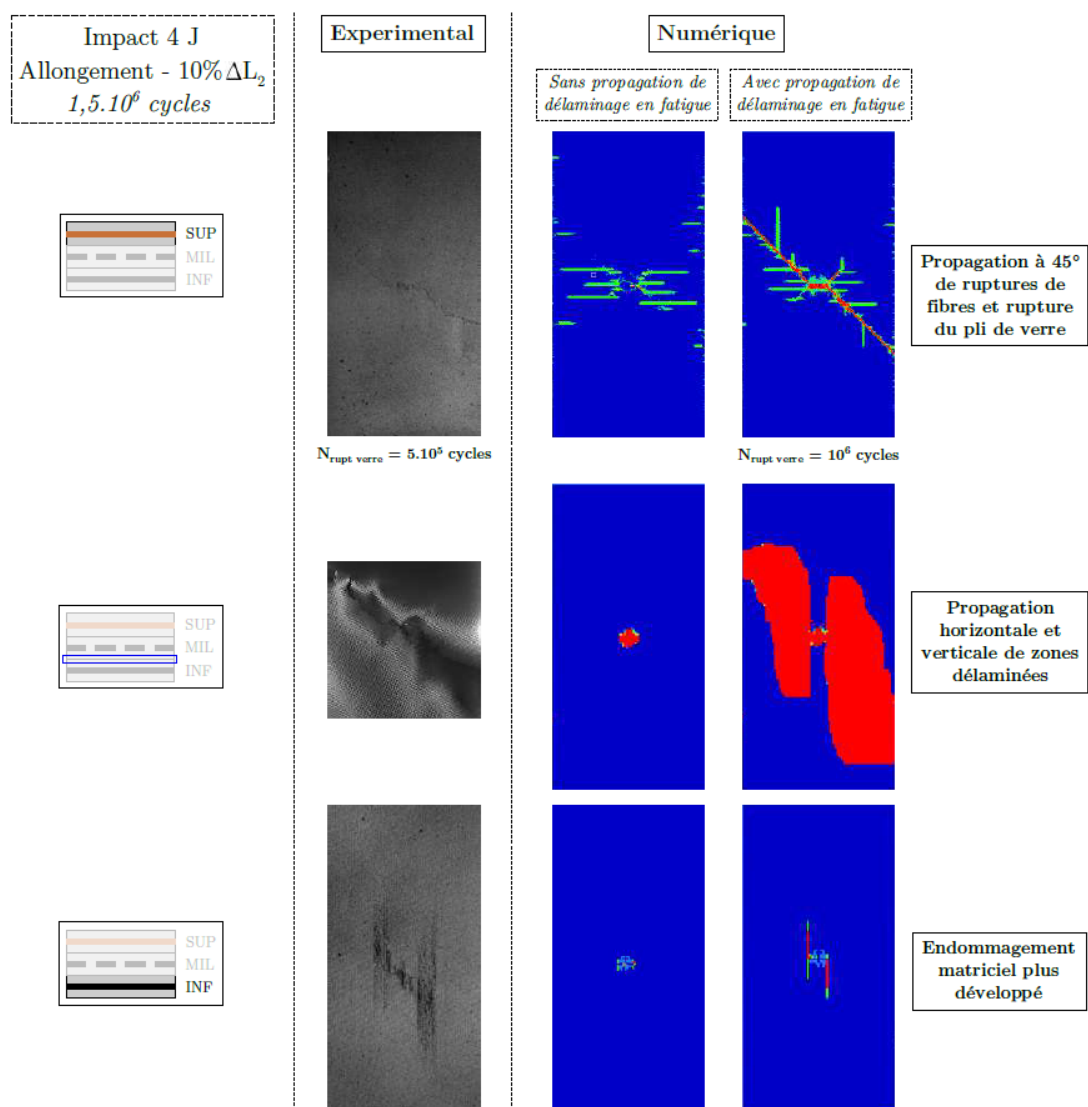 Impact 4 J
Allongement - 10% ΔL₂
1,5.10⁶ cycles
Experimental
Numérique
Sans propagation de
délaminage en fatigue
Avec propagation de
délaminage en fatigue
SUP
MIL
INF
Propagation à 45°
de ruptures de
fibres et rupture
du pli de verre
N_rupt verre = 5.10⁵ cycles
N_rupt verre = 10⁶ cycles
SUP
MIL
INF
Propagation
horizontale et
verticale de zones
délaminées
SUP
MIL
INF
Endommagement
matriciel plus
développé